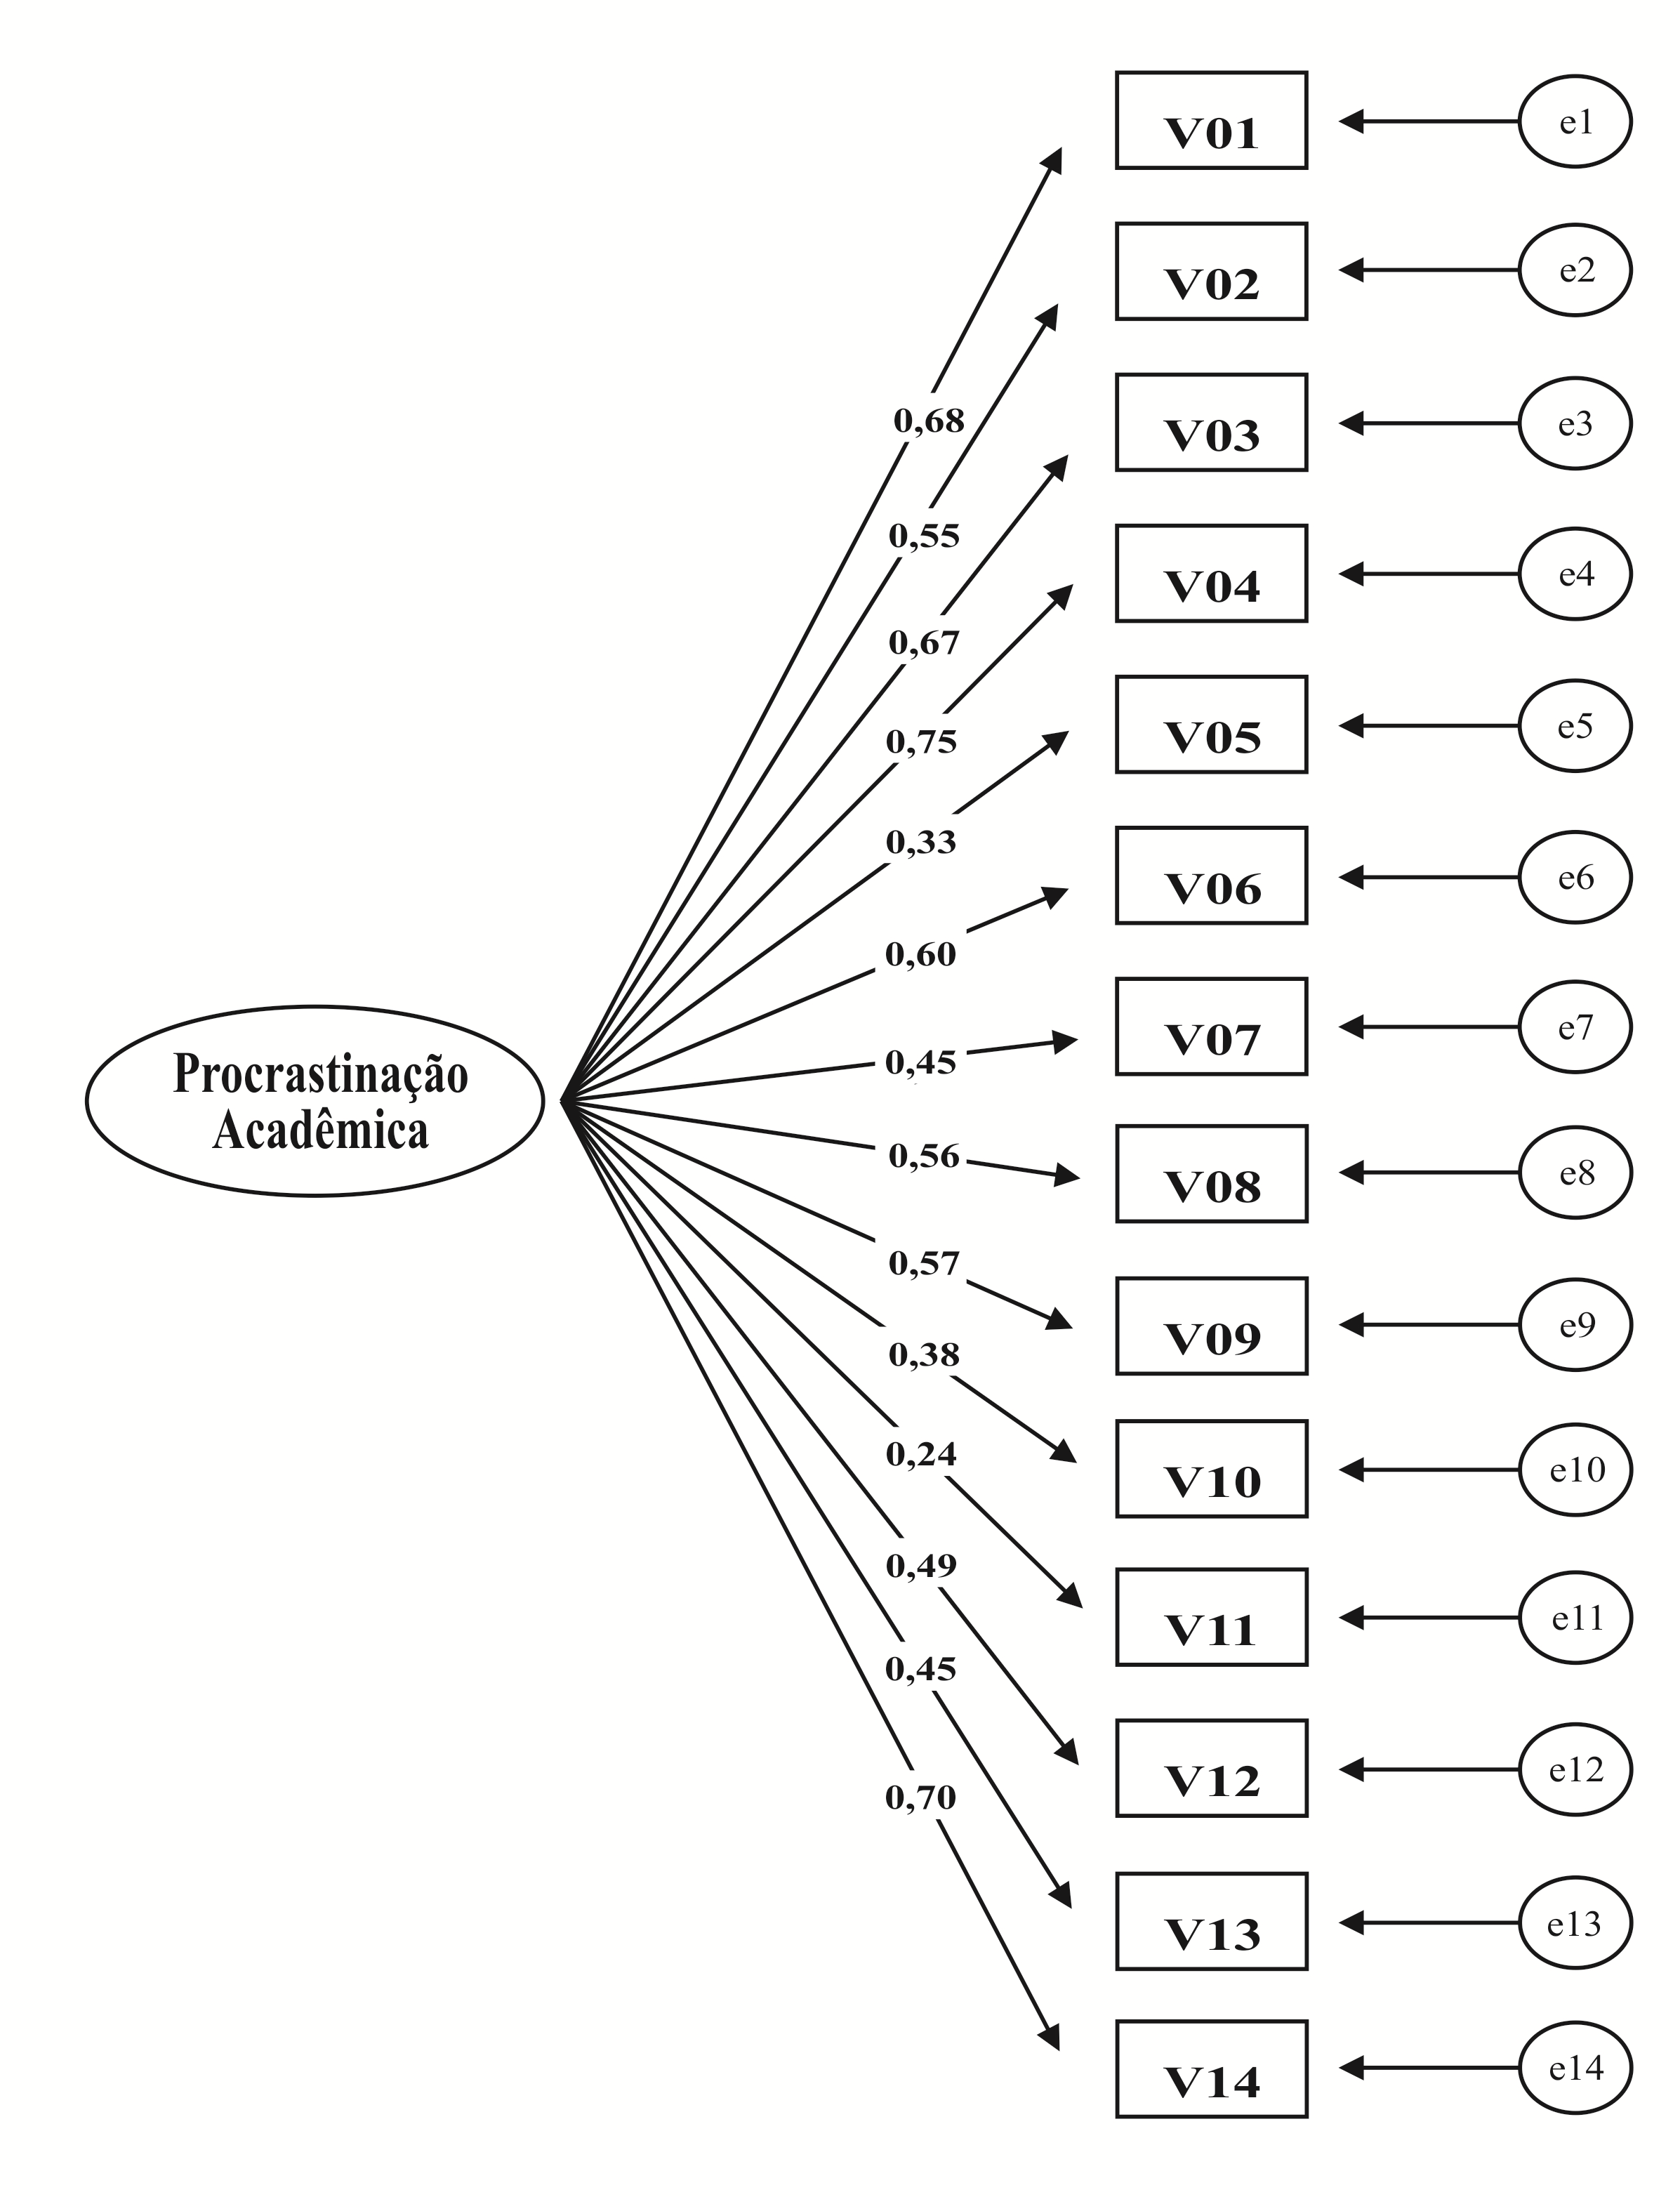 V01
e1
V02
e2
0,68
V03
e3
0,55
V04
e4
0,67
V05
e5
0,75
0,33
V06
e6
0,60
V07
e7
0,45
Procrastinação
Acadêmica
0,56
V08
e8
0,57
V09
e9
0,38
0,24
V10
e10
0,49
V11
e11
0,45
V12
e12
0,70
V13
e13
V14
e14